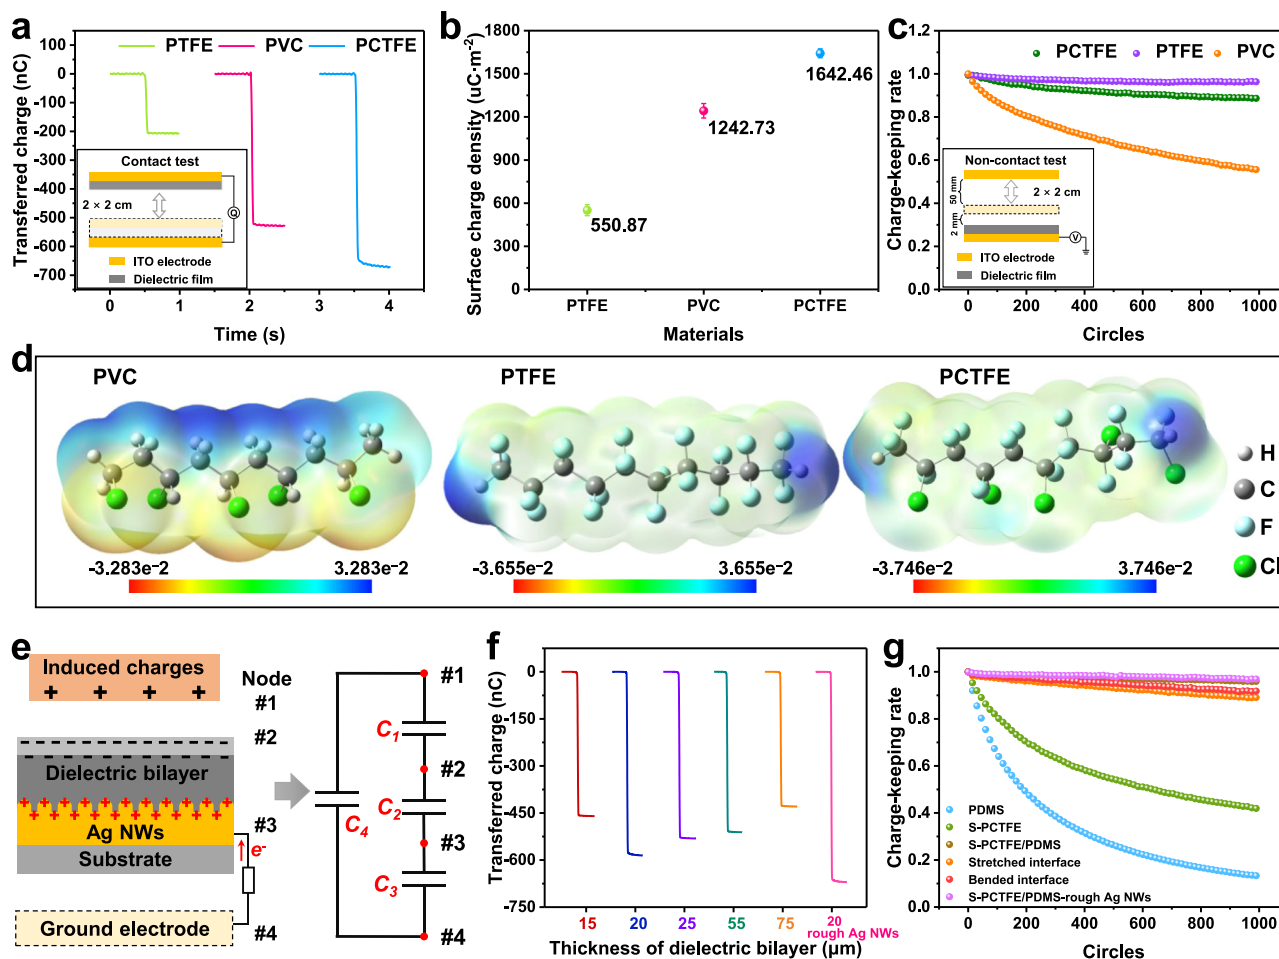 a
PTFE
PVC
PCTFE
100
0
-100
-200
-300
-400
-500
-600
-700
Transferred charge (nC)
Contact test
2 × 2 cm
Q
ITO electrode
Dielectric film
0
1
2
3
4
Time (s)
b
1800
1500
1200
900
600
300
0
Surface charge density (uC·m⁻²)
550.87
1242.73
1642.46
PTFE
PVC
PCTFE
Materials
c
PCTFE
PTFE
PVC
1.2
1.0
0.8
0.6
0.4
0.2
0.0
Charge-keeping rate
Non-contact test
50 mm
2 × 2 cm
2 mm
V
ITO electrode
Dielectric film
0
200
400
600
800
1000
Circles
d
PVC
PTFE
PCTFE
H
C
F
Cl
-3.283e-2
3.283e-2
-3.655e-2
3.655e-2
-3.746e-2
3.746e-2
e
Induced charges
+ + + +
Node
#1
#2
Dielectric bilayer
#3
Ag NWs
e-
Substrate
Ground electrode
#4
#1
C1
#2
C2
C4
#3
C3
#4
f
0
-150
-300
-450
-600
-750
Transferred charge (nC)
15
20
25
55
75
20
rough Ag NWs
Thickness of dielectric bilayer (μm)
g
1.0
0.8
0.6
0.4
0.2
0.0
Charge-keeping rate
PDMS
S-PCTFE
S-PCTFE/PDMS
Stretched interface
Bended interface
S-PCTFE/PDMS-rough Ag NWs
0
200
400
600
800
1000
Circles